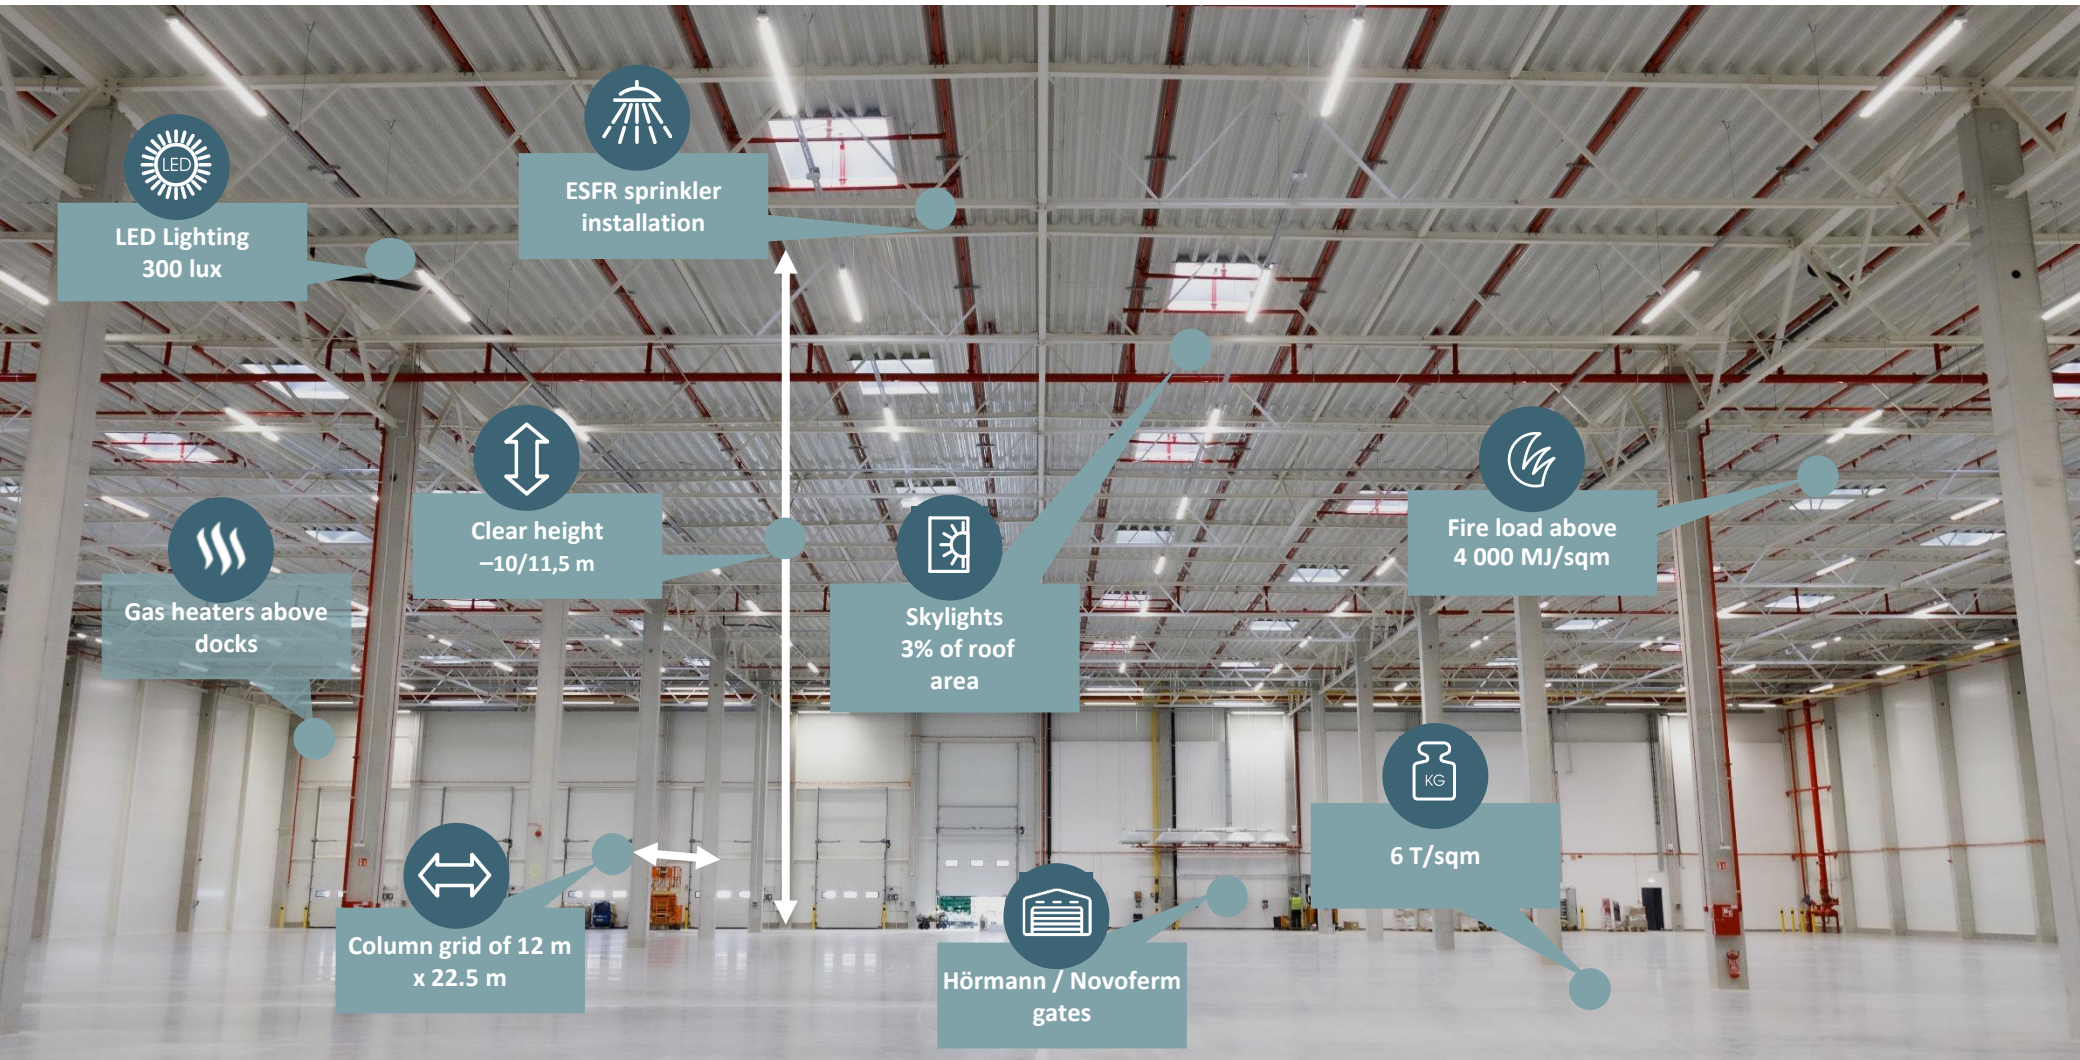 LED
LED Lighting
300 lux
ESFR sprinkler
installation
Clear height
–10/11,5 m
Gas heaters above
docks
Skylights
3% of roof
area
Fire load above
4 000 MJ/sqm
KG
6 T/sqm
Column grid of 12 m
x 22.5 m
Hörmann / Novoferm
gates